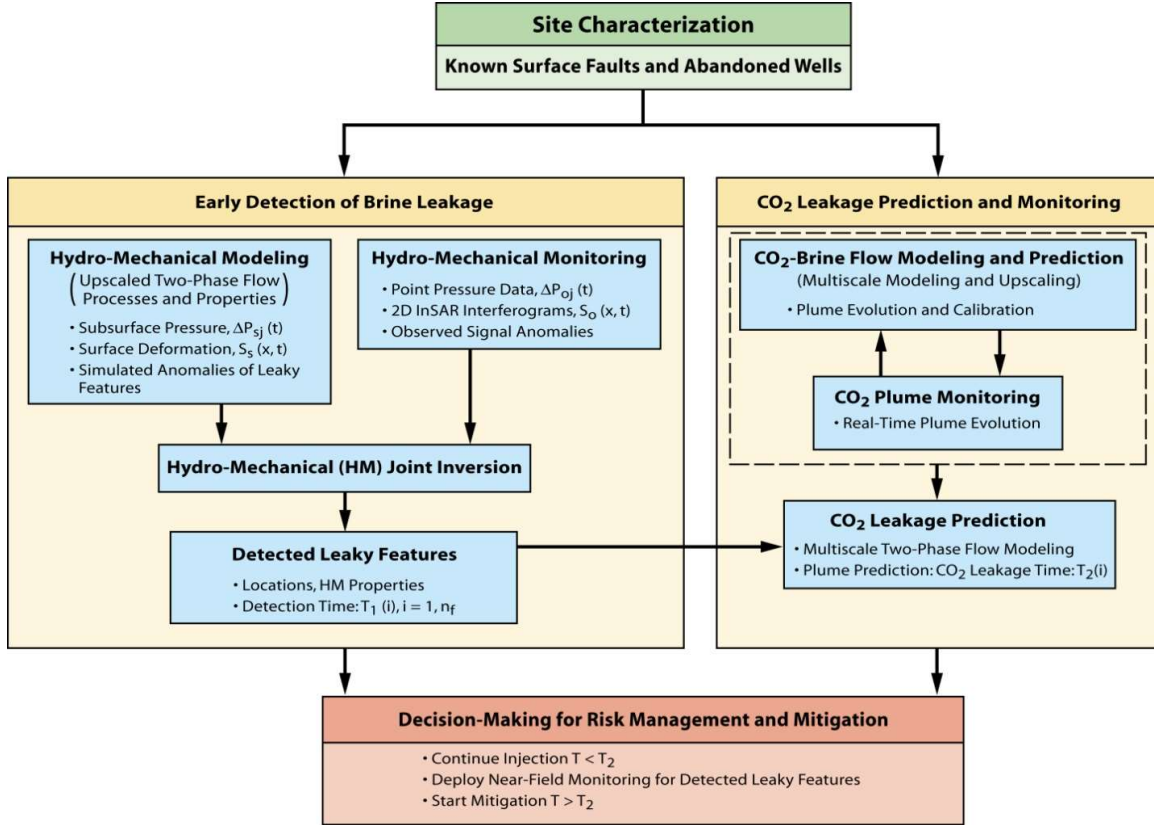 Site Characterization
Known Surface Faults and Abandoned Wells
Early Detection of Brine Leakage
Hydro-Mechanical Modeling
(Upscaled Two-Phase Flow
Processes and Properties)
• Subsurface Pressure, ΔPsj (t)
• Surface Deformation, Ss (x, t)
• Simulated Anomalies of Leaky
Features
Hydro-Mechanical Monitoring
• Point Pressure Data, ΔPoj (t)
• 2D InSAR Interferograms, So (x, t)
• Observed Signal Anomalies
Hydro-Mechanical (HM) Joint Inversion
Detected Leaky Features
• Locations, HM Properties
• Detection Time: T1 (i), i = 1, nf
CO2 Leakage Prediction and Monitoring
CO2-Brine Flow Modeling and Prediction
(Multiscale Modeling and Upscaling)
• Plume Evolution and Calibration
CO2 Plume Monitoring
• Real-Time Plume Evolution
CO2 Leakage Prediction
• Multiscale Two-Phase Flow Modeling
• Plume Prediction: CO2 Leakage Time: T2(i)
Decision-Making for Risk Management and Mitigation
• Continue Injection T < T2
• Deploy Near-Field Monitoring for Detected Leaky Features
• Start Mitigation T > T2